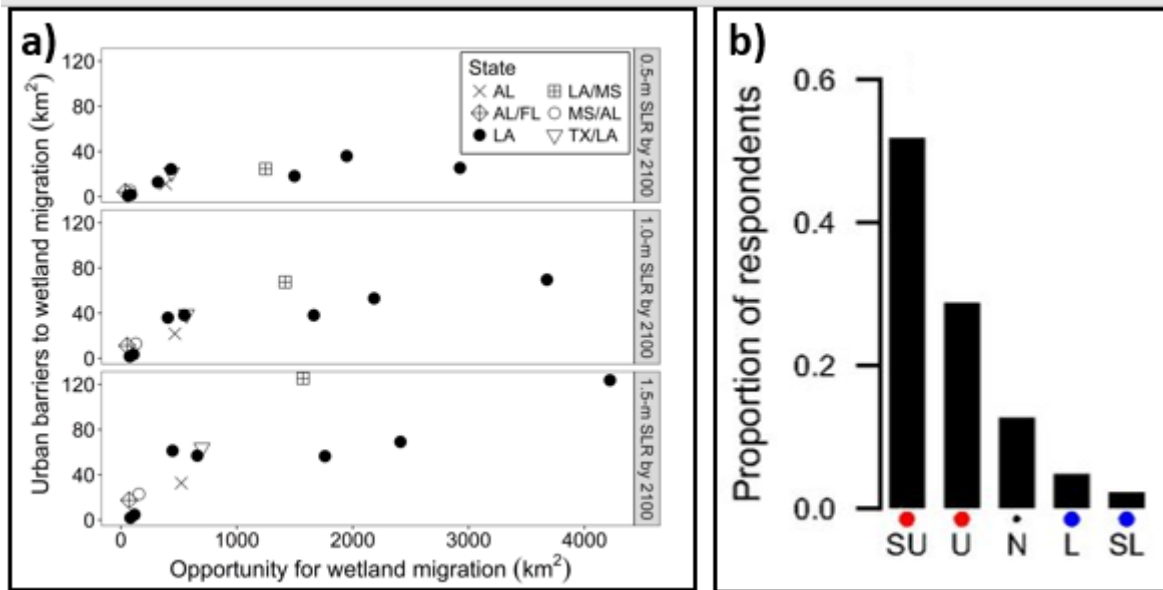 a)
Urban barriers to wetland migration (km²)
120
80
40
0
State
AL
LA/MS
AL/FL
MS/AL
LA
TX/LA
0.5-m SLR by 2100
120
80
40
0
1.0-m SLR by 2100
120
80
40
0
1.5-m SLR by 2100
0 1000 2000 3000 4000
Opportunity for wetland migration (km²)
b)
Proportion of respondents
0.6
0.4
0.2
0.0
SU U N L SL